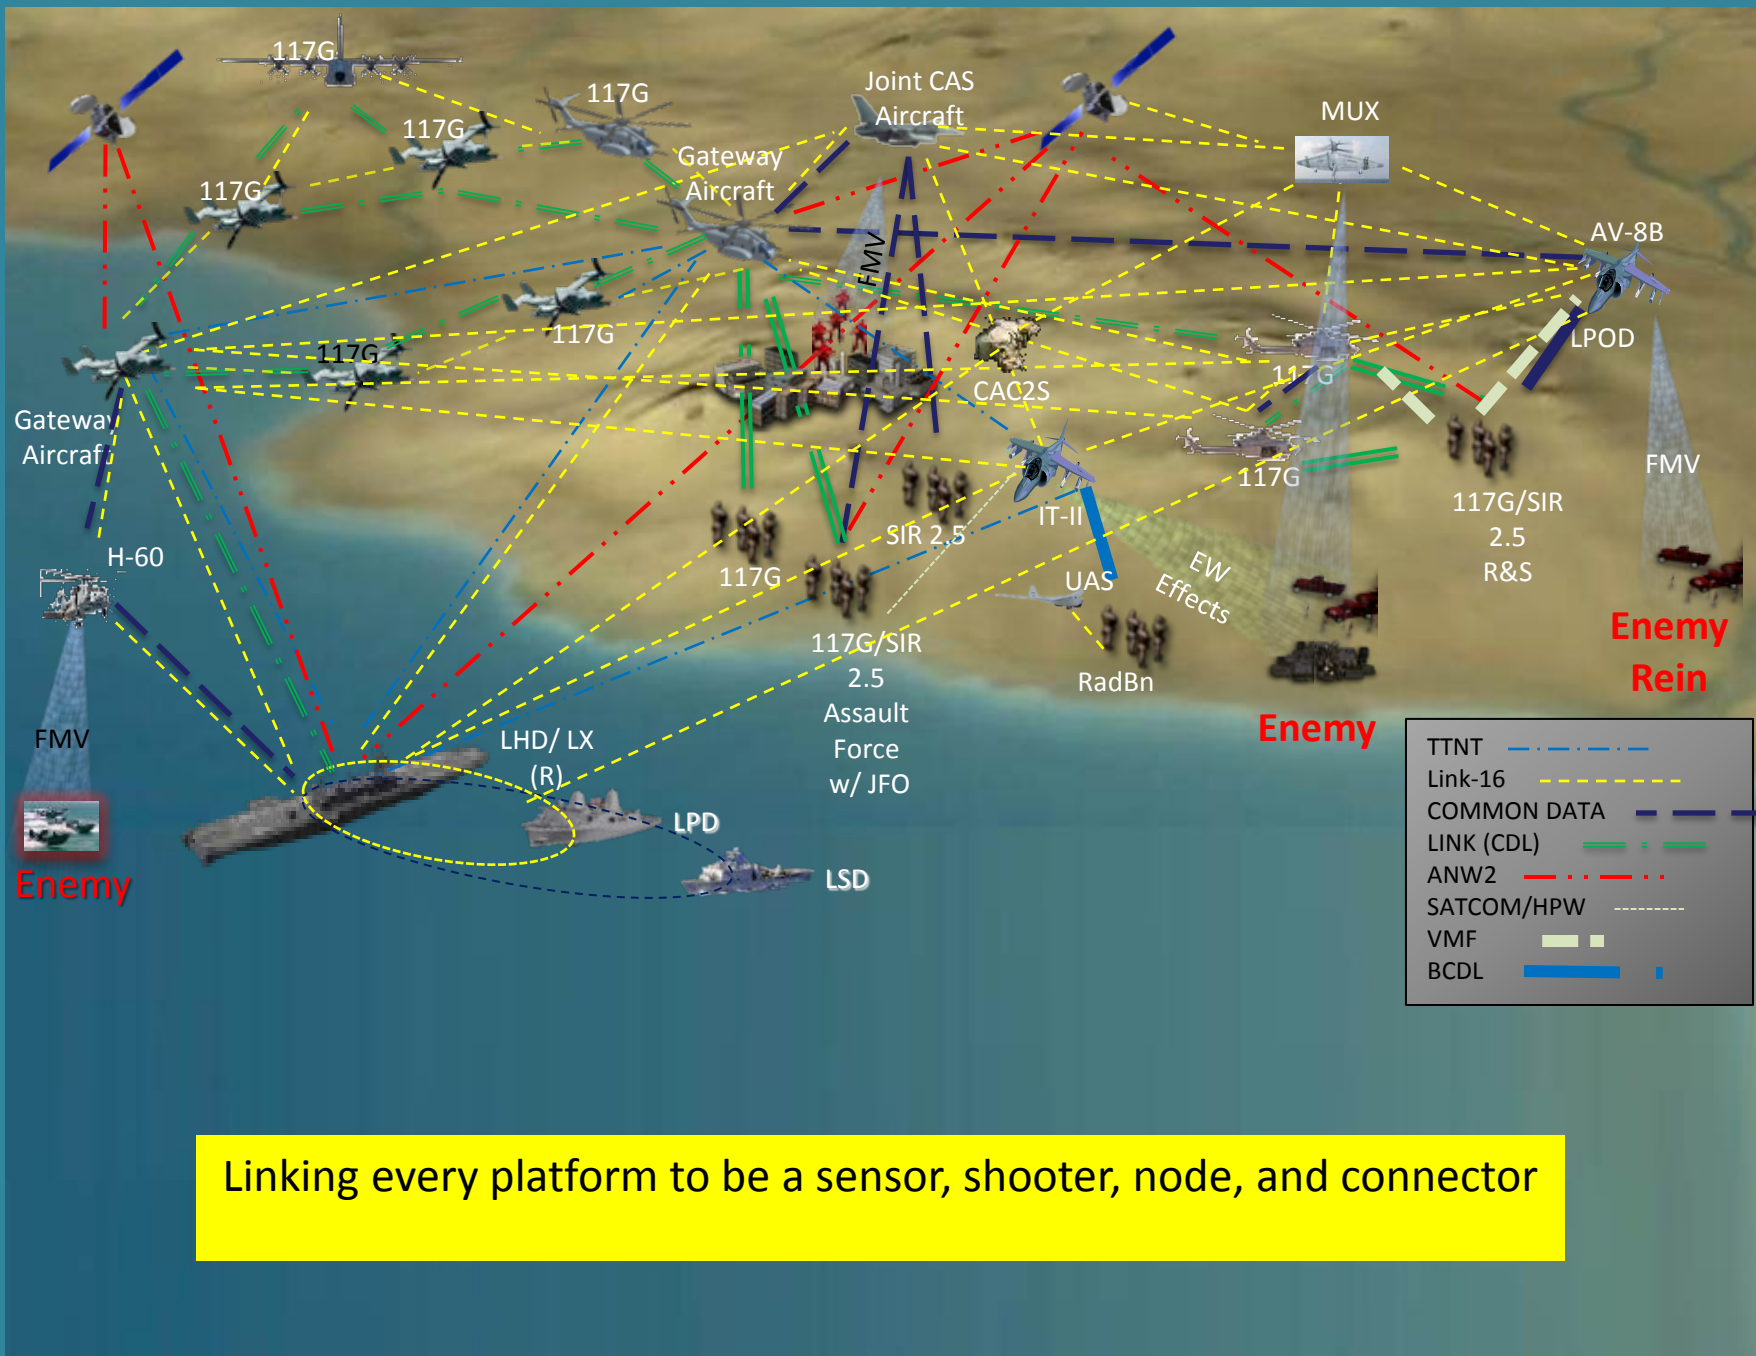 117G
117G
Joint CAS
Aircraft
MUX
117G
Gateway
Aircraft
117G
AV-8B
FMV
117G
117G
LPOD
117G
CAC2S
Gateway
Aircraft
117G
FMV
IT-II
117G/SIR
2.5
R&S
SIR 2.5
H-60
117G
UAS
EW
Effects
117G/SIR
2.5
Assault
Force
w/ JFO
RadBn
Enemy
Rein
Enemy
FMV
LHD/ LX
(R)
LPD
LSD
Enemy
TTNT
Link-16
COMMON DATA
LINK (CDL)
ANW2
SATCOM/HPW
VMF
BCDL
Linking every platform to be a sensor, shooter, node, and connector